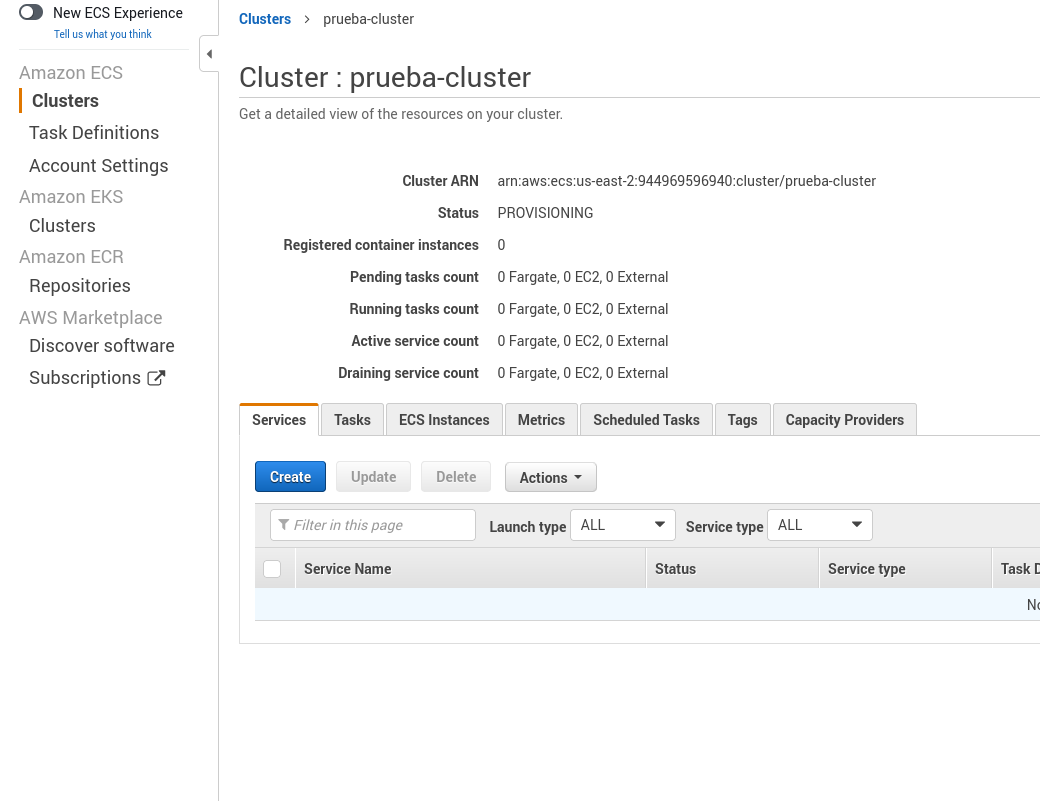 New ECS Experience
Tell us what you think
Amazon ECS
Clusters
Task Definitions
Account Settings
Amazon EKS
Clusters
Amazon ECR
Repositories
AWS Marketplace
Discover software
Subscriptions
Clusters > prueba-cluster
Cluster : prueba-cluster
Get a detailed view of the resources on your cluster.
Cluster ARN arn:aws:ecs:us-east-2:944969596940:cluster/prueba-cluster
Status PROVISIONING
Registered container instances 0
Pending tasks count 0 Fargate, 0 EC2, 0 External
Running tasks count 0 Fargate, 0 EC2, 0 External
Active service count 0 Fargate, 0 EC2, 0 External
Draining service count 0 Fargate, 0 EC2, 0 External
Services Tasks ECS Instances Metrics Scheduled Tasks Tags Capacity Providers
Create Update Delete Actions
Filter in this page Launch type ALL Service type ALL
Service Name Status Service type Task